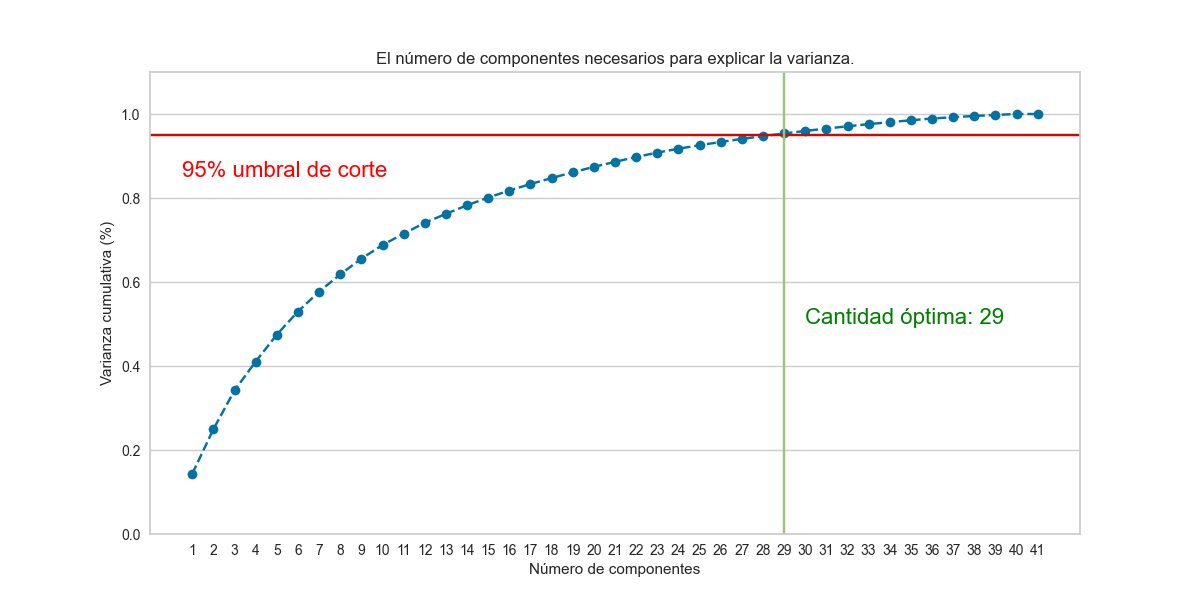 El número de componentes necesarios para explicar la varianza.
Varianza cumulativa (%)
1.0
0.8
0.6
0.4
0.2
0.0
95% umbral de corte
Cantidad óptima: 29
1 2 3 4 5 6 7 8 9 10 11 12 13 14 15 16 17 18 19 20 21 22 23 24 25 26 27 28 29 30 31 32 33 34 35 36 37 38 39 40 41
Número de componentes